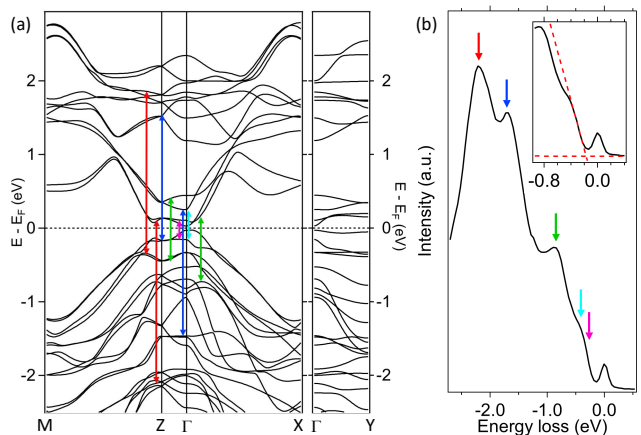 (a)
E - E_F (eV)
2
1
0
-1
-2
M
Z
Γ
X
Γ
Y
2
1
0
-1
-2
E - E_F (eV)
(b)
Intensity (a.u.)
-0.8
0.0
-2.0
-1.0
0.0
Energy loss (eV)